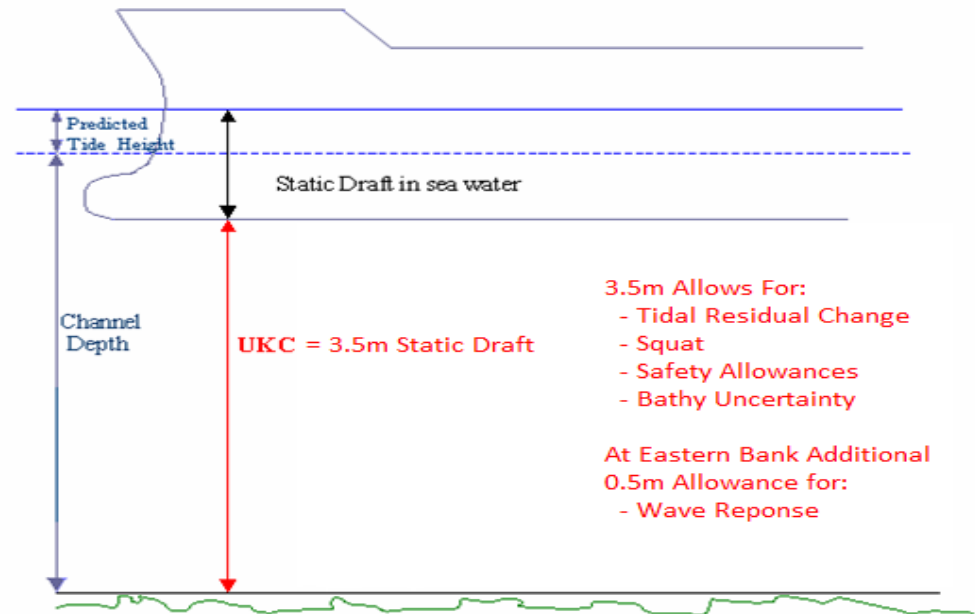 Predicted
Tide Height
Static Draft in sea water
Channel
Depth
UKC = 3.5m Static Draft
3.5m Allows For:
- Tidal Residual Change
- Squat
- Safety Allowances
- Bathy Uncertainty
At Eastern Bank Additional
0.5m Allowance for:
- Wave Reponse